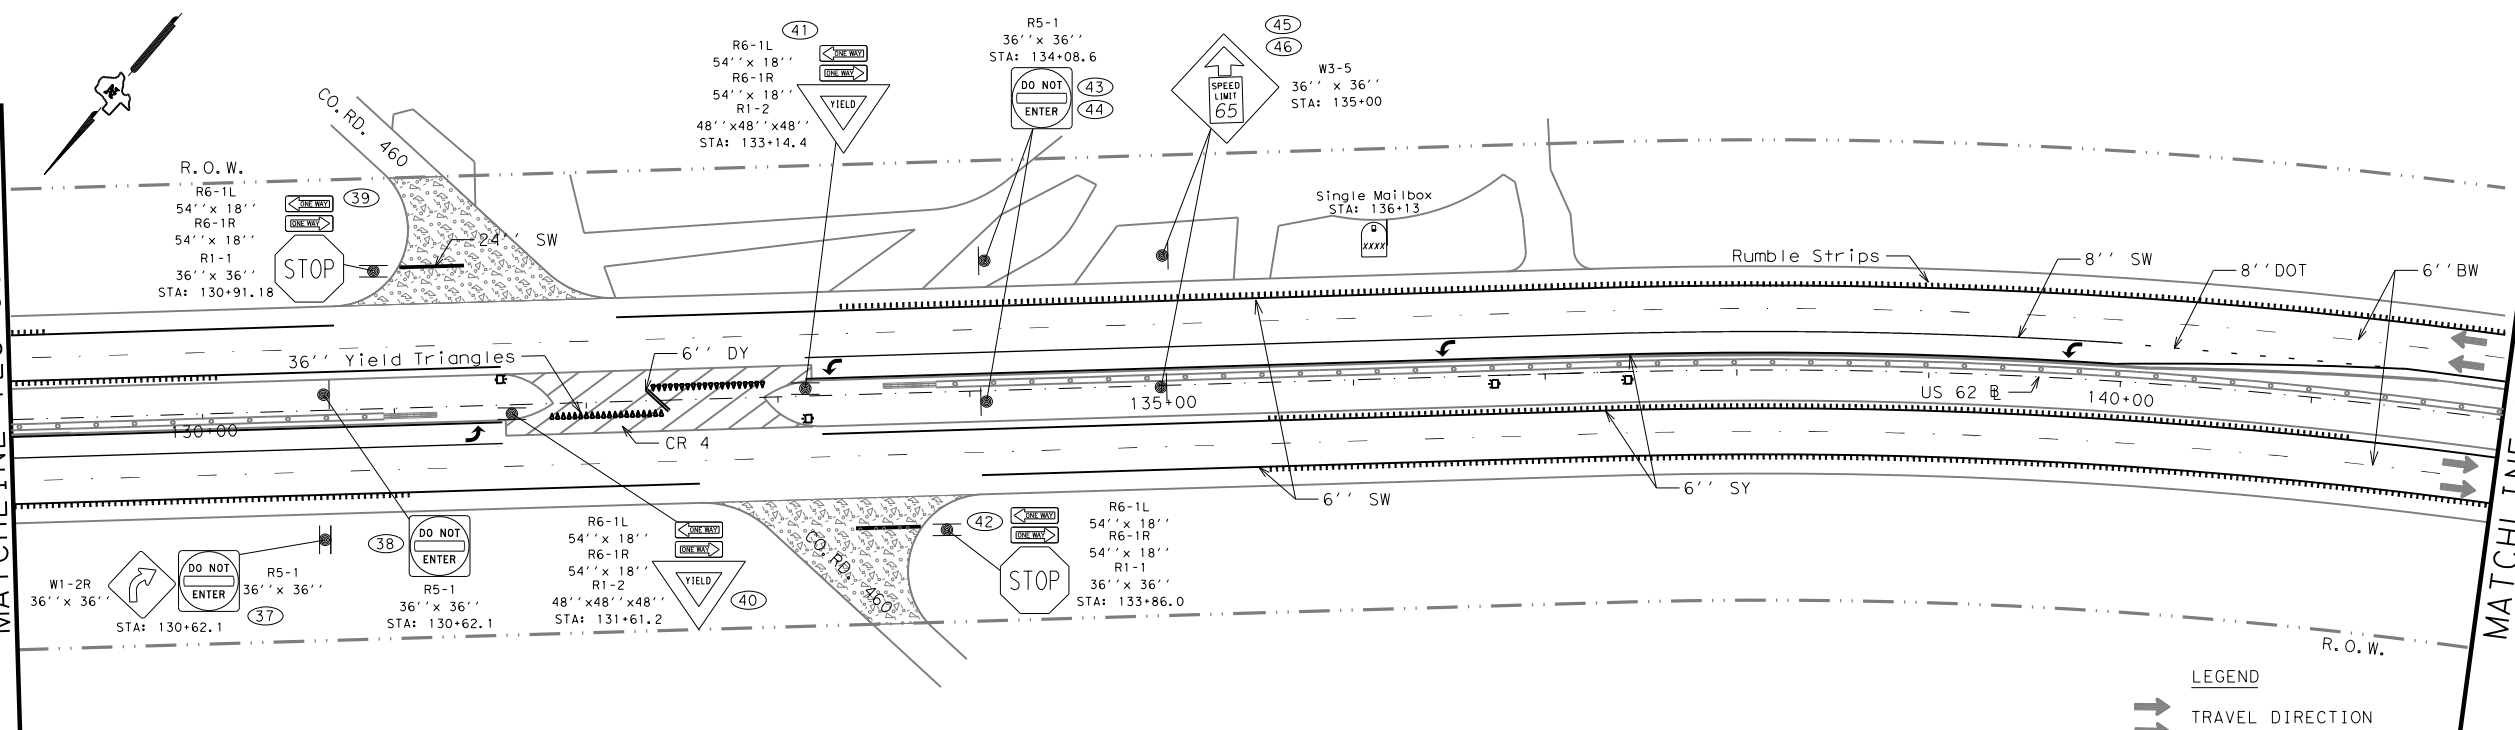 41
R6-1L
54''x 18''
R6-1R
54''x 18''
R1-2
48''x48''x48''
STA: 133+14.4
ONE WAY
ONE WAY
YIELD
R5-1
36''x 36''
STA: 134+08.6
DO NOT
ENTER
43
44
45
46
SPEED
LIMIT
65
W3-5
36'' x 36''
STA: 135+00
CO. RD. 460
R.O.W.
R6-1L
54''x 18''
R6-1R
54''x 18''
R1-1
36''x 36''
STA: 130+91.18
ONE WAY
ONE WAY
STOP
39
24'' SW
Single Mailbox
STA: 136+13
XXXX
Rumble Strips
8'' SW
8''DOT
6''BW
36'' Yield Triangles
6'' DY
130+00
CR 4
135+00
US 62 BL
140+00
6'' SW
6'' SY
W1-2R
36''x 36''
DO NOT
ENTER
R5-1
36''x 36''
37
STA: 130+62.1
38
DO NOT
ENTER
R5-1
36''x 36''
STA: 130+62.1
R6-1L
54''x 18''
R6-1R
54''x 18''
R1-2
48''x48''x48''
STA: 131+61.2
ONE WAY
ONE WAY
YIELD
40
CO. RD. 460
42
ONE WAY
ONE WAY
STOP
R6-1L
54''x 18''
R6-1R
54''x 18''
R1-1
36''x 36''
STA: 133+86.0
R.O.W.
MATCHLINE
MATCHLINE
LEGEND
TRAVEL DIRECTION